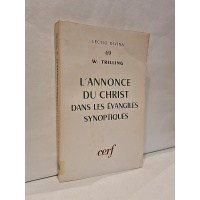 LECTIO DIVINA
69
W. TRILLING
L'ANNONCE
DU CHRIST
DANS LES ÉVANGILES
SYNOPTIQUES
cerf